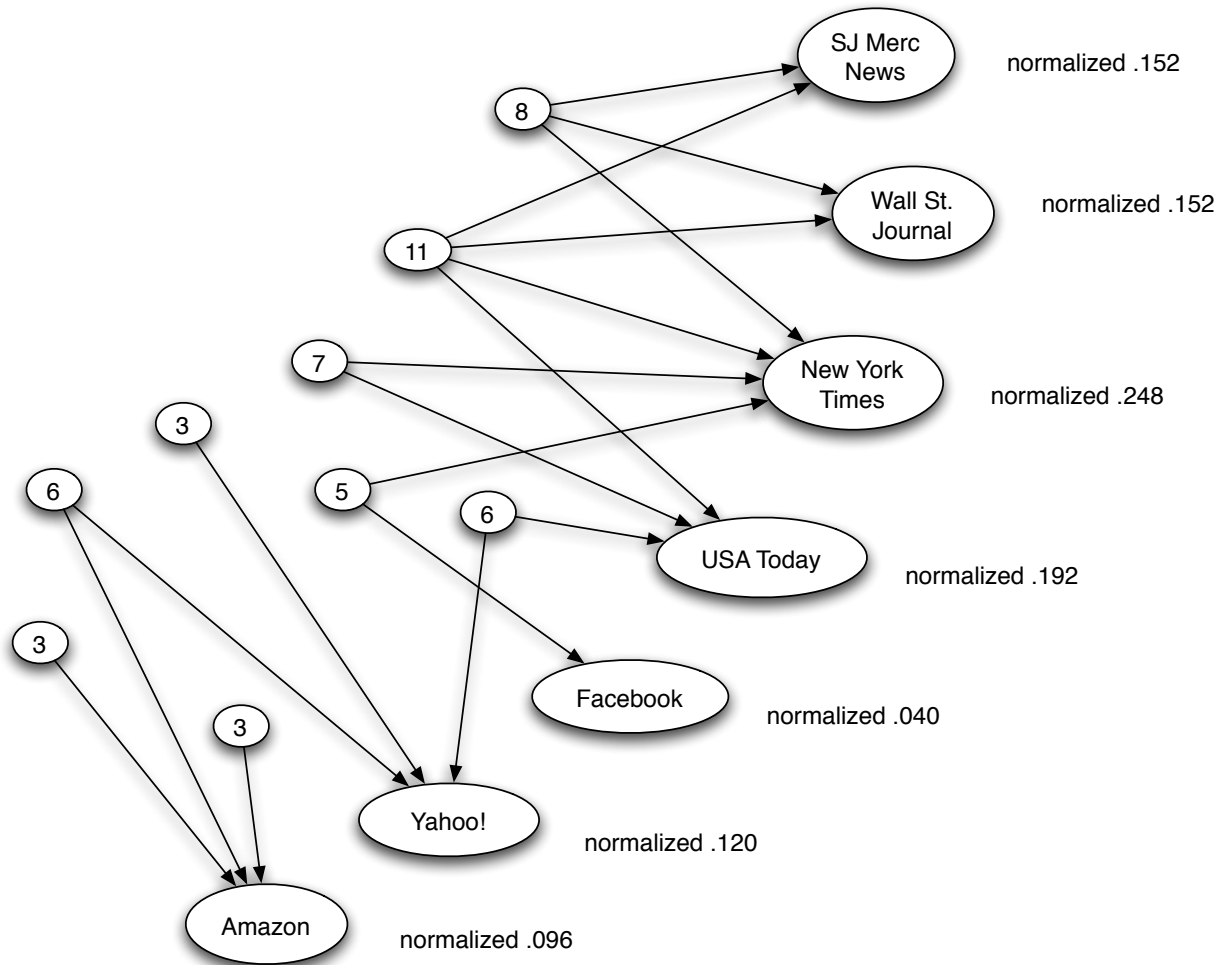 SJ Merc
News
normalized .152
8
Wall St.
Journal
normalized .152
11
7
New York
Times
normalized .248
3
6
5
6
USA Today
normalized .192
3
Facebook
normalized .040
3
Yahoo!
normalized .120
Amazon
normalized .096